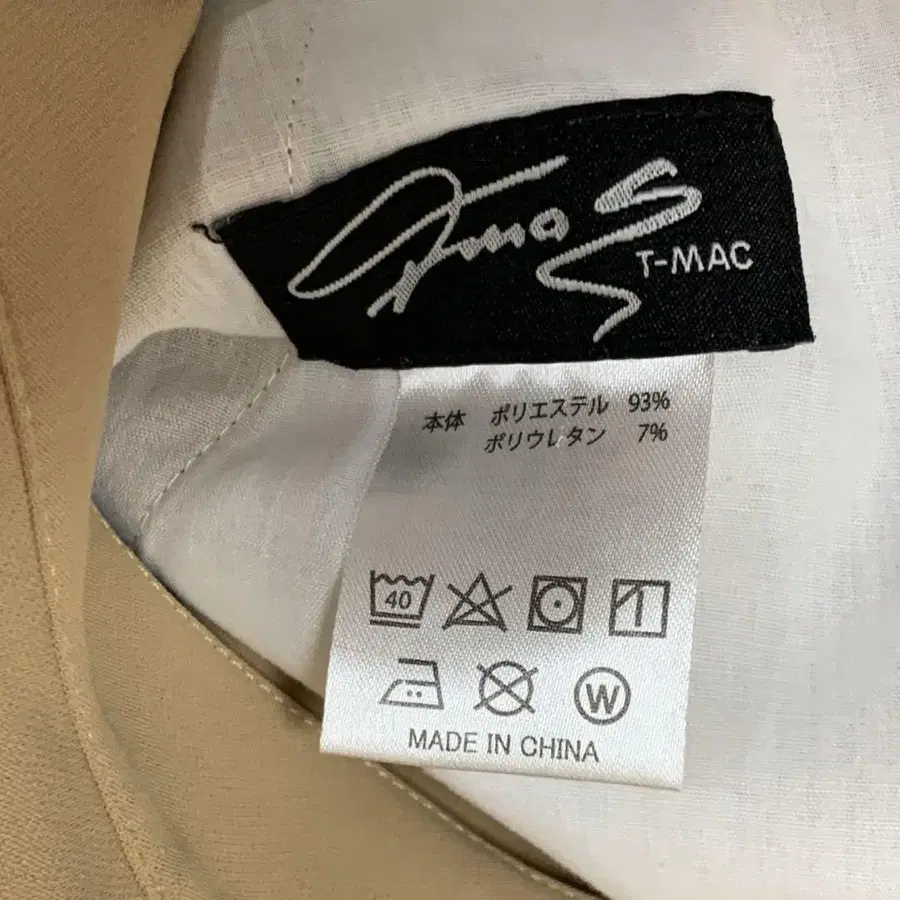 T-MAC
本体 ポリエステル 93%
ポリウレタン 7%
40
W
MADE IN CHINA